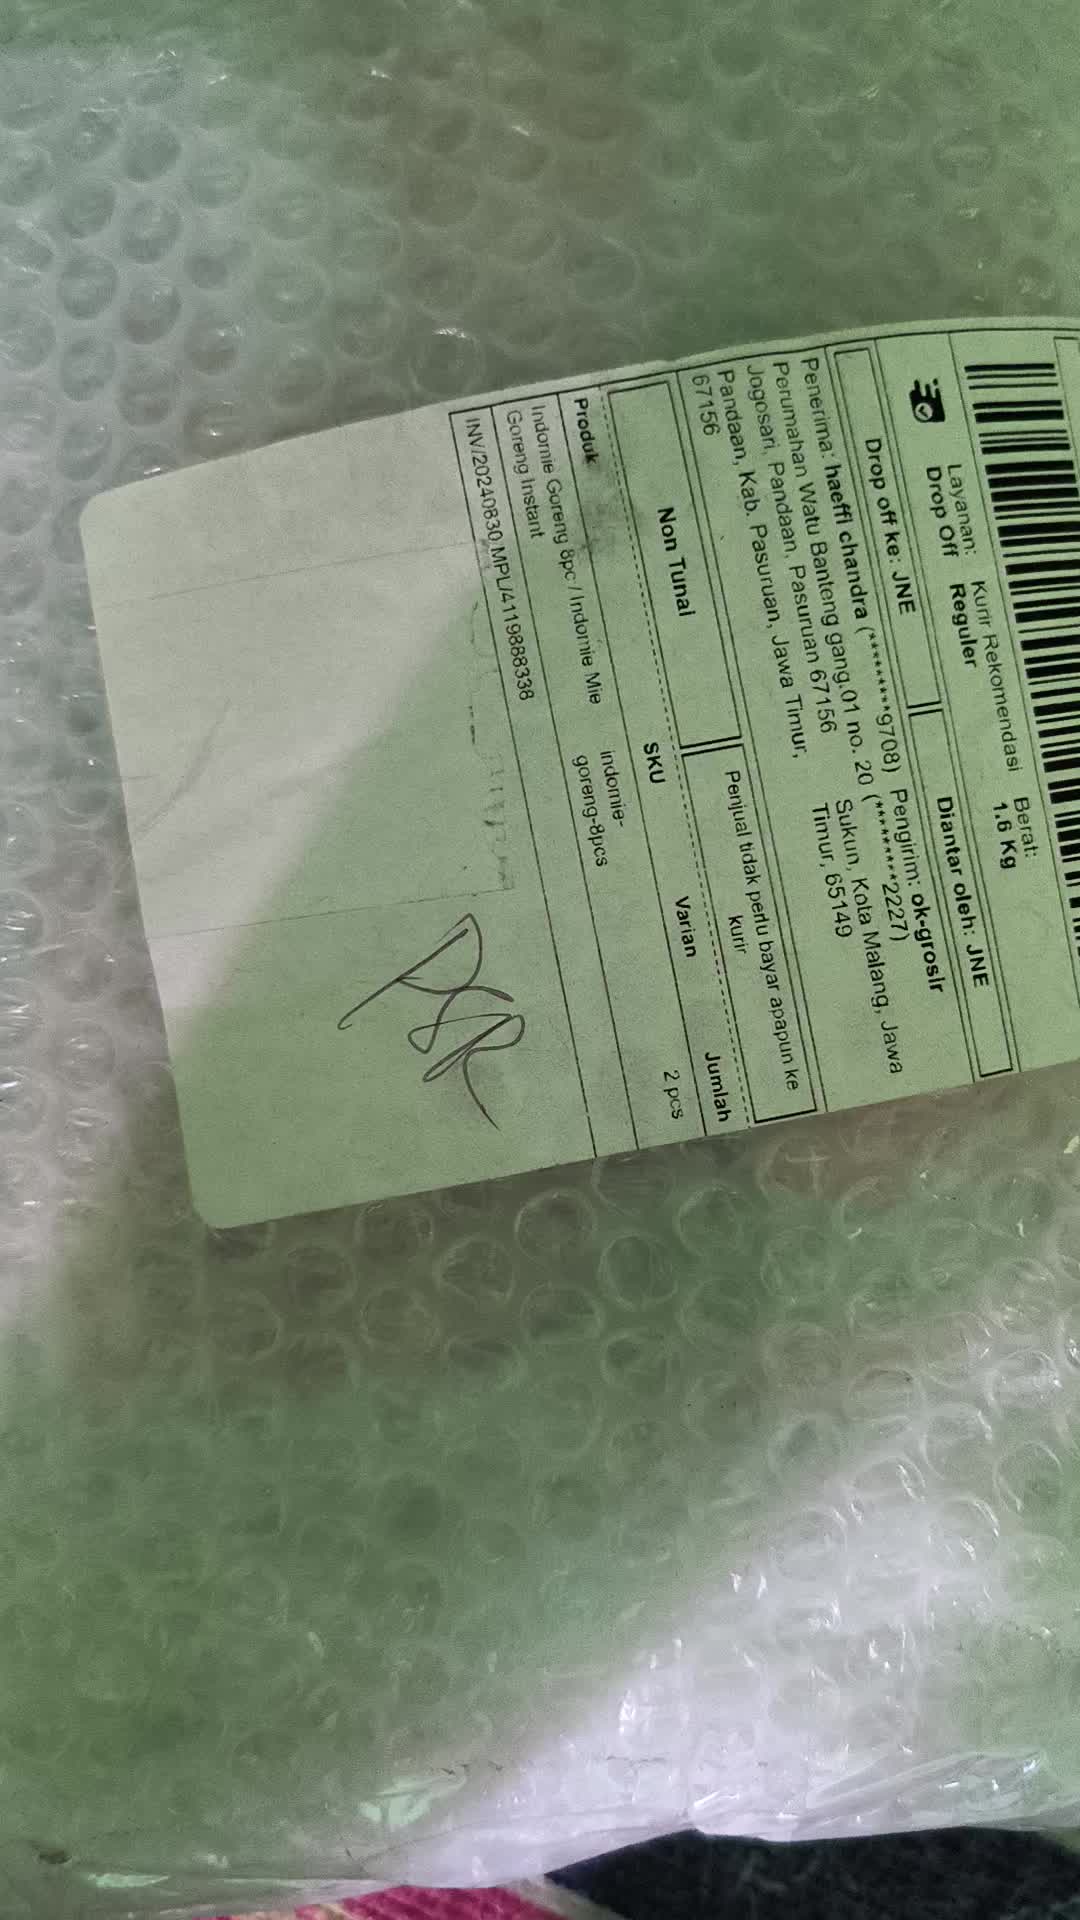 Layanan: Kurir Rekomendasi Berat:
Drop Off Reguler 1.6 Kg
Drop off ke: JNE Diantar oleh: JNE
Penerima: haeffi chandra (*********9708) Pengirim: ok-grosir
Perumahan Watu Banteng gang.01 no. 20 (*********2227)
Jogosari, Pandaan, Pasuruan 67156 Sukun, Kota Malang, Jawa
Pandaan, Kab. Pasuruan, Jawa Timur, Timur, 65149
67156
Non Tunai Penjual tidak perlu bayar apapun ke
kurir
Produk SKU Varian Jumlah
Indomie Goreng 8pc / Indomie Mie indomie- 2 pcs
Goreng Instant goreng-8pcs
INV/20240830/MPL/4119888338